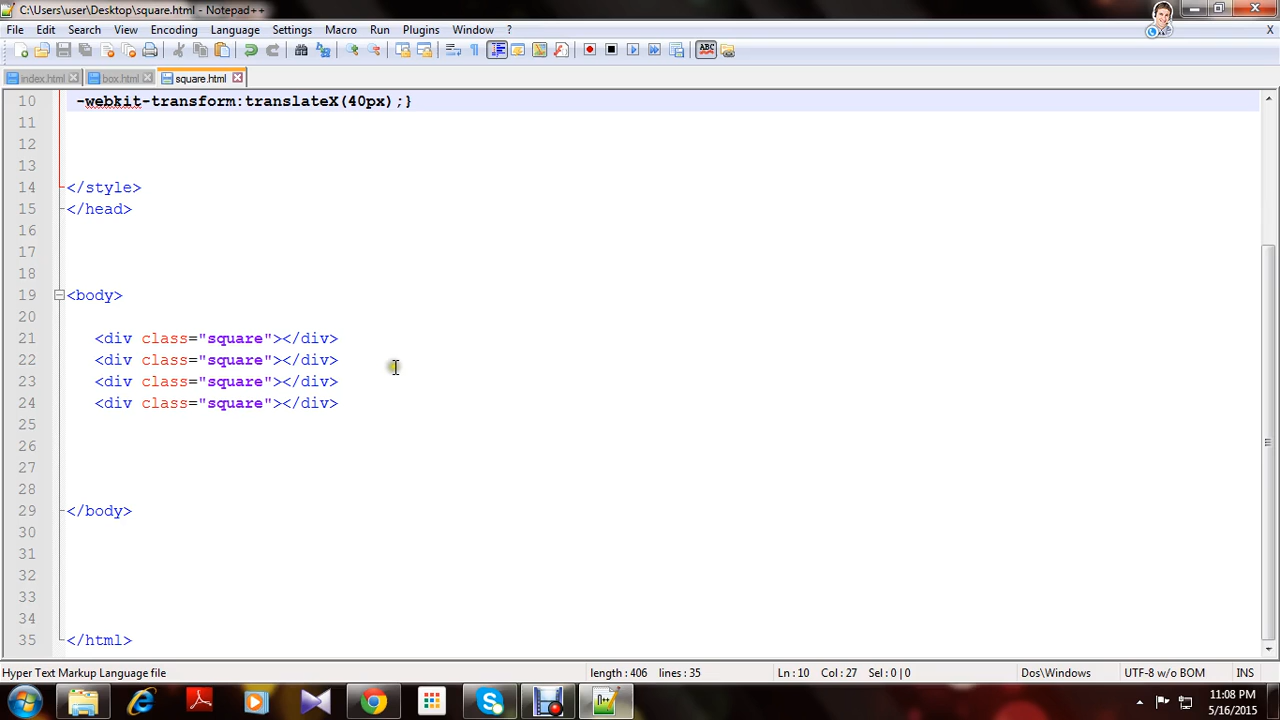 C:\Users\user\Desktop\square.html - Notepad++
File Edit Search View Encoding Language Settings Macro Run Plugins Window ? X
ABC
index.html box.html square.html
10 -webkit-transform:translateX(40px);}
11
12
13
14 </style>
15 </head>
16
17
18
19 <body>
20
21 <div class="square"></div>
22 <div class="square"></div>
23 <div class="square"></div>
24 <div class="square"></div>
25
26
27
28
29 </body>
30
31
32
33
34
35 </html>
Hyper Text Markup Language file length : 406 lines : 35 Ln : 10 Col : 27 Sel : 0 | 0 Dos\Windows UTF-8 w/o BOM INS
11:08 PM
5/16/2015